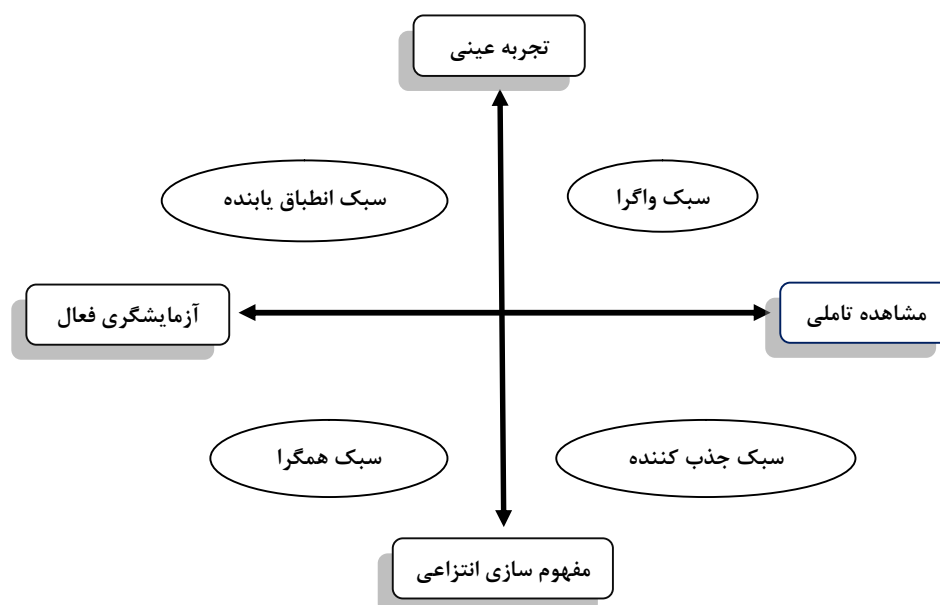 تجربه عینی
سبک واگرا
سبک انطباق یابنده
مشاهده تاملی
آزمایشگری فعال
سبک جذب کننده
سبک همگرا
مفهوم سازی انتزاعی